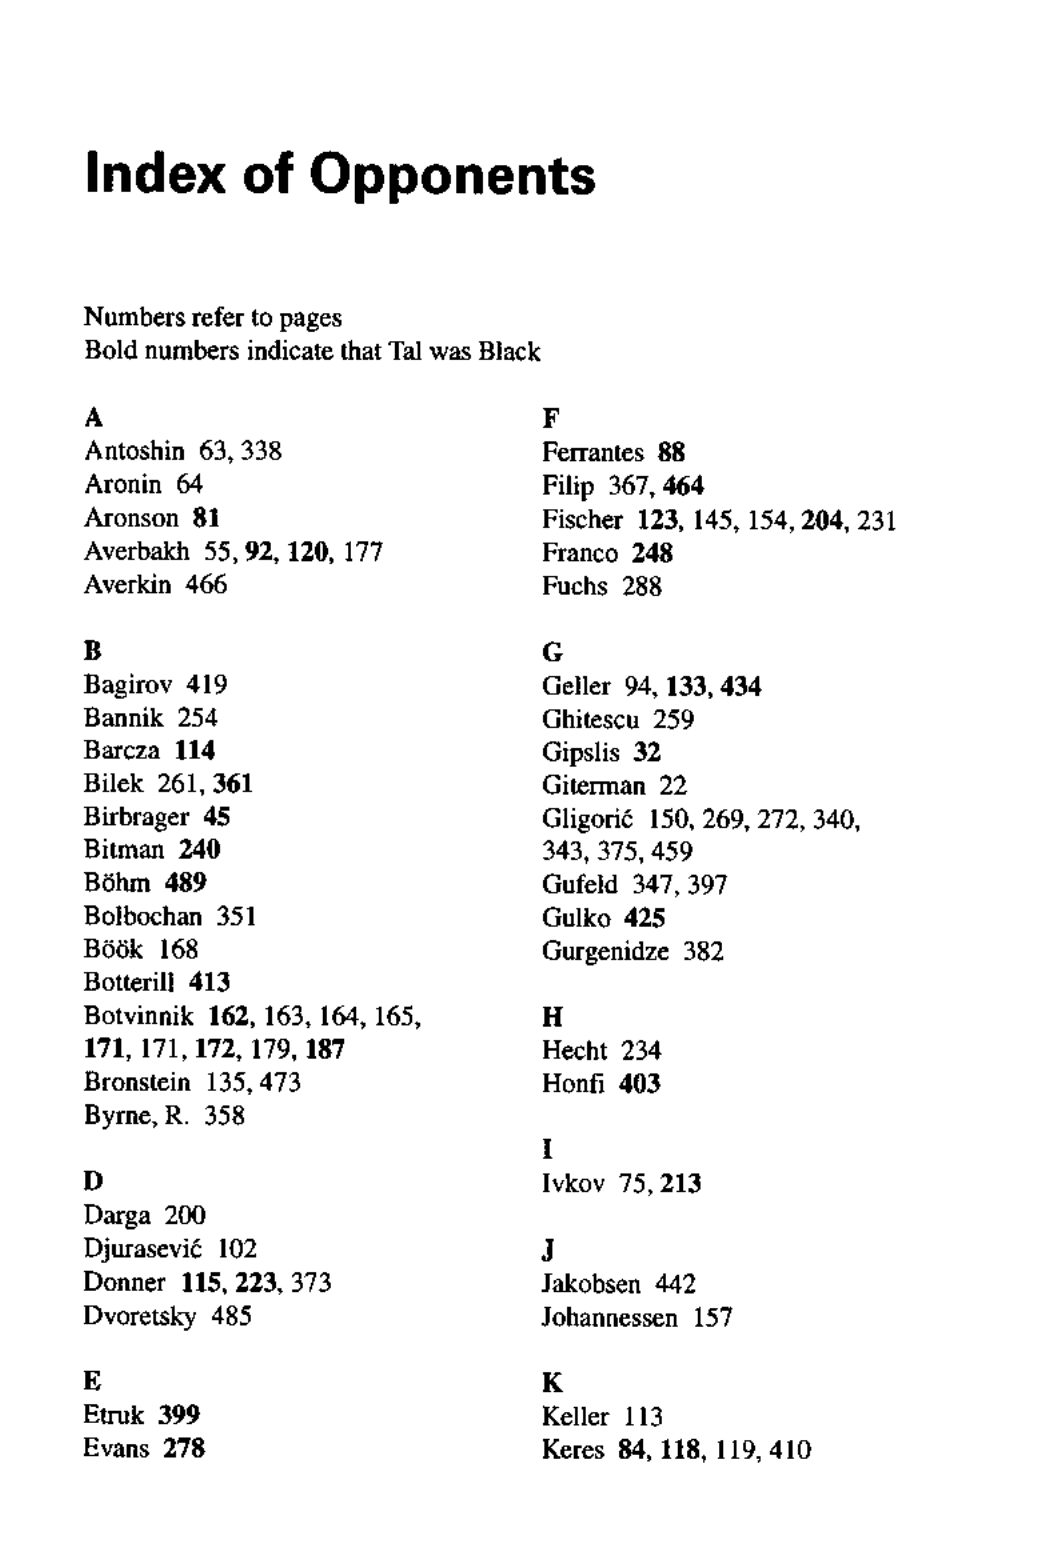 Index of Opponents
Numbers refer to pages
Bold numbers indicate that Tal was Black
A
Antoshin 63, 338
Aronin 64
Aronson 81
Averbakh 55, 92, 120, 177
Averkin 466
B
Bagirov 419
Bannik 254
Barcza 114
Bilek 261, 361
Birbrager 45
Bitman 240
Böhm 489
Bolbochan 351
Böök 168
Botterill 413
Botvinnik 162, 163, 164, 165,
171, 171, 172, 179, 187
Bronstein 135, 473
Byrne, R. 358
D
Darga 200
Djurasević 102
Donner 115, 223, 373
Dvoretsky 485
E
Etruk 399
Evans 278
F
Ferrantes 88
Filip 367, 464
Fischer 123, 145, 154, 204, 231
Franco 248
Fuchs 288
G
Geller 94, 133, 434
Ghitescu 259
Gipslis 32
Giterman 22
Gligorić 150, 269, 272, 340,
343, 375, 459
Gufeld 347, 397
Gulko 425
Gurgenidze 382
H
Hecht 234
Honfi 403
I
Ivkov 75, 213
J
Jakobsen 442
Johannessen 157
K
Keller 113
Keres 84, 118, 119, 410